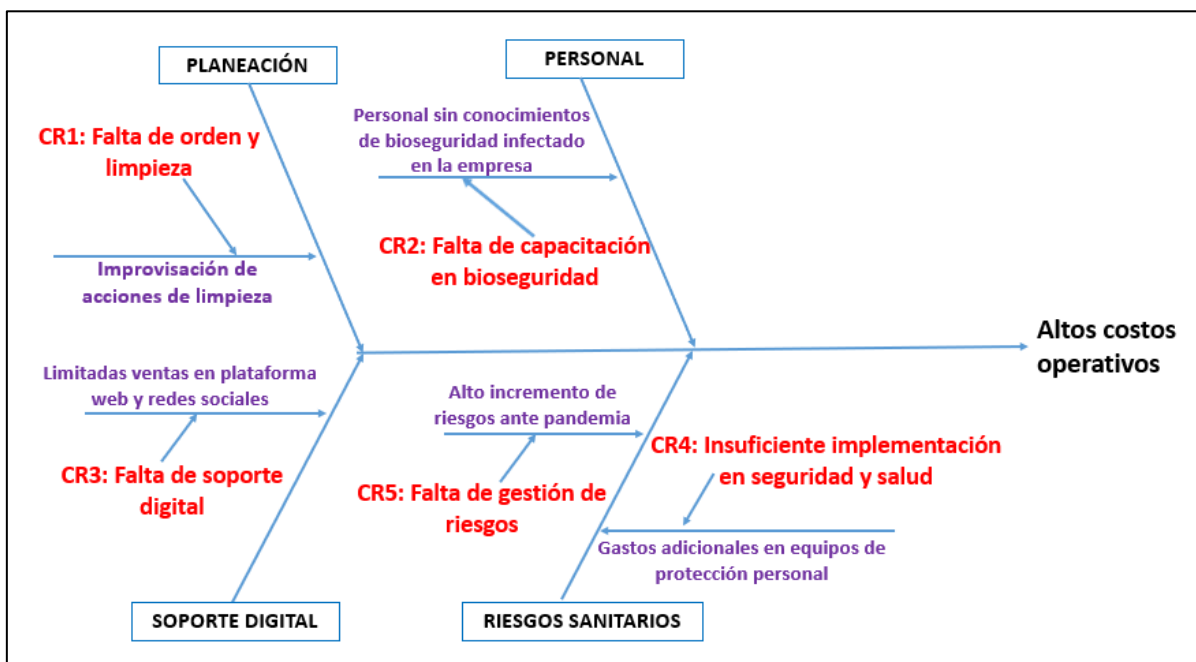 PLANEACIÓN
PERSONAL
CR1: Falta de orden y
limpieza
Improvisación de
acciones de limpieza
Personal sin conocimientos
de bioseguridad infectado
en la empresa
CR2: Falta de capacitación
en bioseguridad
Altos costos
operativos
Limitadas ventas en plataforma
web y redes sociales
CR3: Falta de soporte
digital
Alto incremento de
riesgos ante pandemia
CR5: Falta de gestión de
riesgos
CR4: Insuficiente implementación
en seguridad y salud
Gastos adicionales en equipos de
protección personal
SOPORTE DIGITAL
RIESGOS SANITARIOS